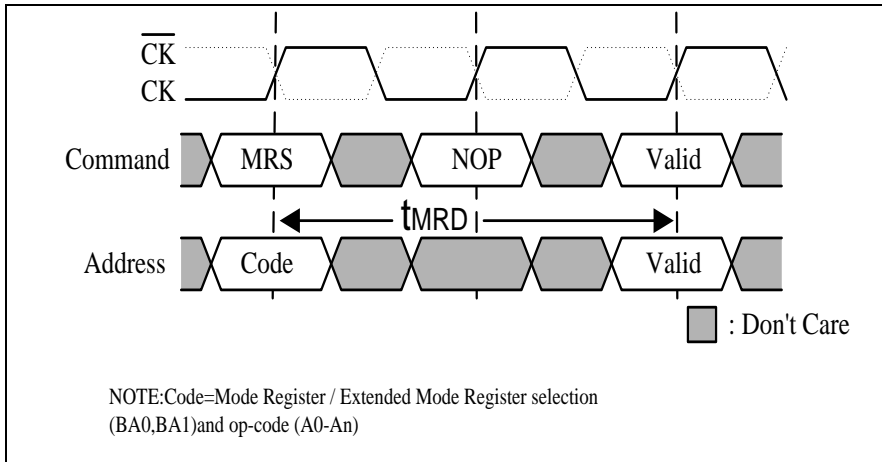 CK
CK
Command MRS NOP Valid
tMRD
Address Code Valid
: Don't Care
NOTE:Code=Mode Register / Extended Mode Register selection
(BA0,BA1)and op-code (A0-An)